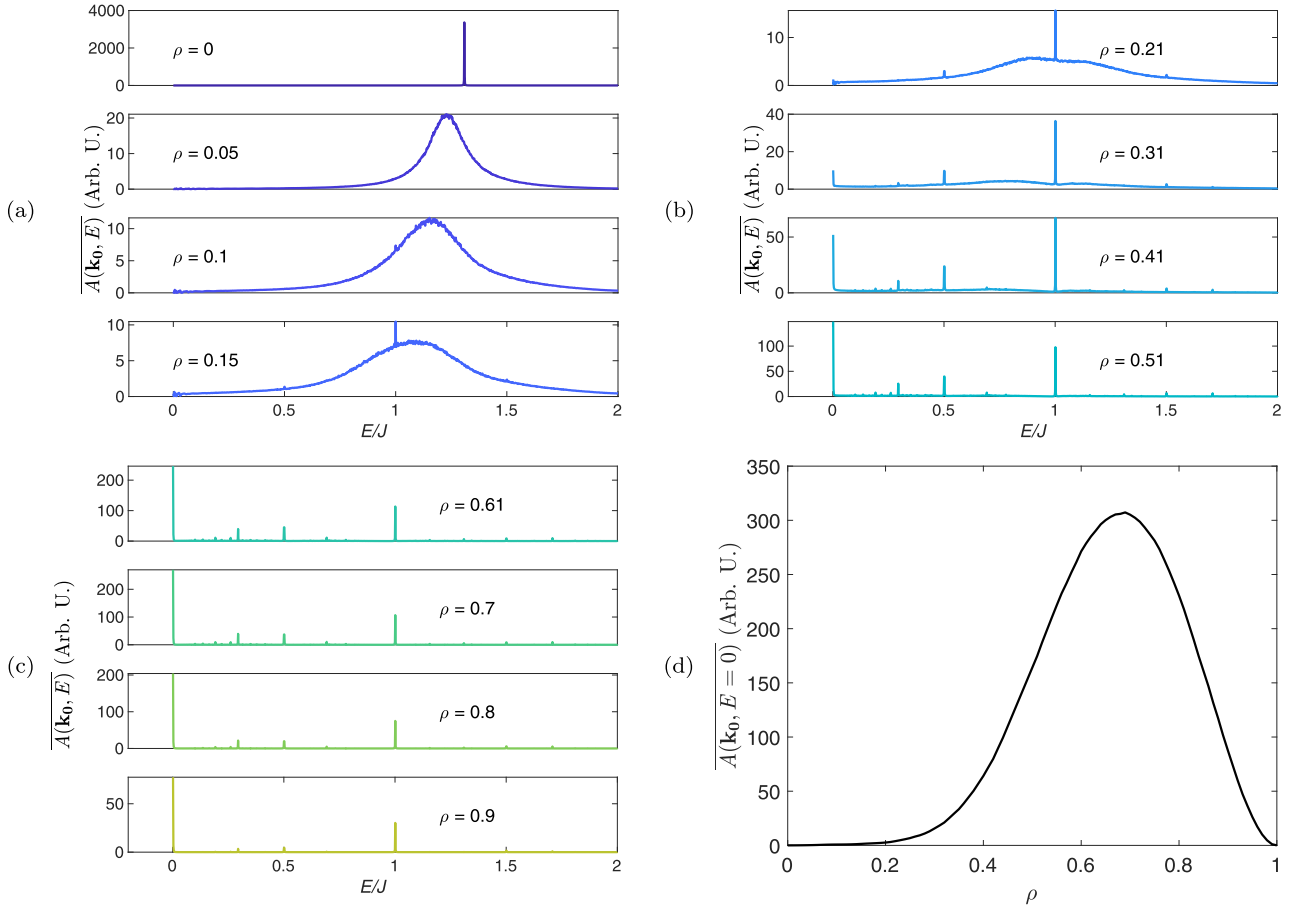 (a)
A(k₀, E) (Arb. U.)
4000
2000
0
ρ = 0
20
10
0
ρ = 0.05
10
5
0
ρ = 0.1
10
5
0
ρ = 0.15
0 0.5 1 1.5 2
E/J
(b)
A(k₀, E) (Arb. U.)
10
0
ρ = 0.21
40
20
0
ρ = 0.31
50
0
ρ = 0.41
100
50
0
ρ = 0.51
0 0.5 1 1.5 2
E/J
(c)
A(k₀, E) (Arb. U.)
200
100
0
ρ = 0.61
200
100
0
ρ = 0.7
200
100
0
ρ = 0.8
50
0
ρ = 0.9
0 0.5 1 1.5 2
E/J
(d)
A(k₀, E = 0) (Arb. U.)
350
300
250
200
150
100
50
0
0 0.2 0.4 0.6 0.8 1
ρ